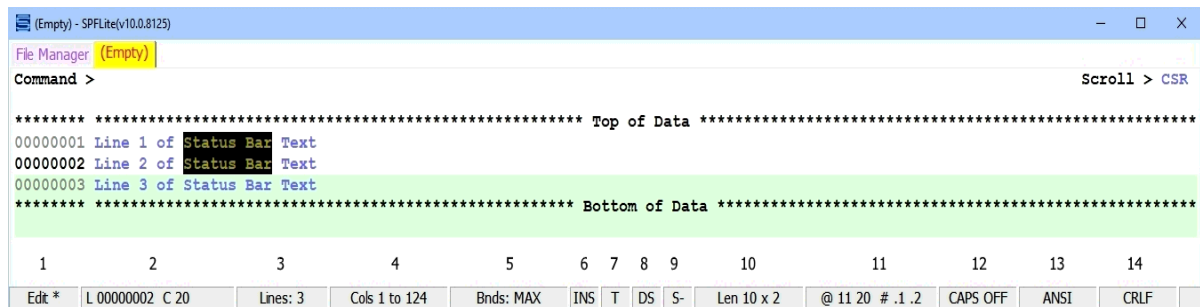 (Empty) - SPFLite(v10.0.8125)
File Manager (Empty)
Command > Scroll > CSR
******** ******************************************************* Top of Data ********************************************************
00000001 Line 1 of Status Bar Text
00000002 Line 2 of Status Bar Text
00000003 Line 3 of Status Bar Text
******** ****************************************************** Bottom of Data ******************************************************
1 2 3 4 5 6 7 8 9 10 11 12 13 14
Edit * L 00000002 C 20 Lines: 3 Cols 1 to 124 Bnds: MAX INS T DS S- Len 10 x 2 @ 11 20 # .1 .2 CAPS OFF ANSI CRLF